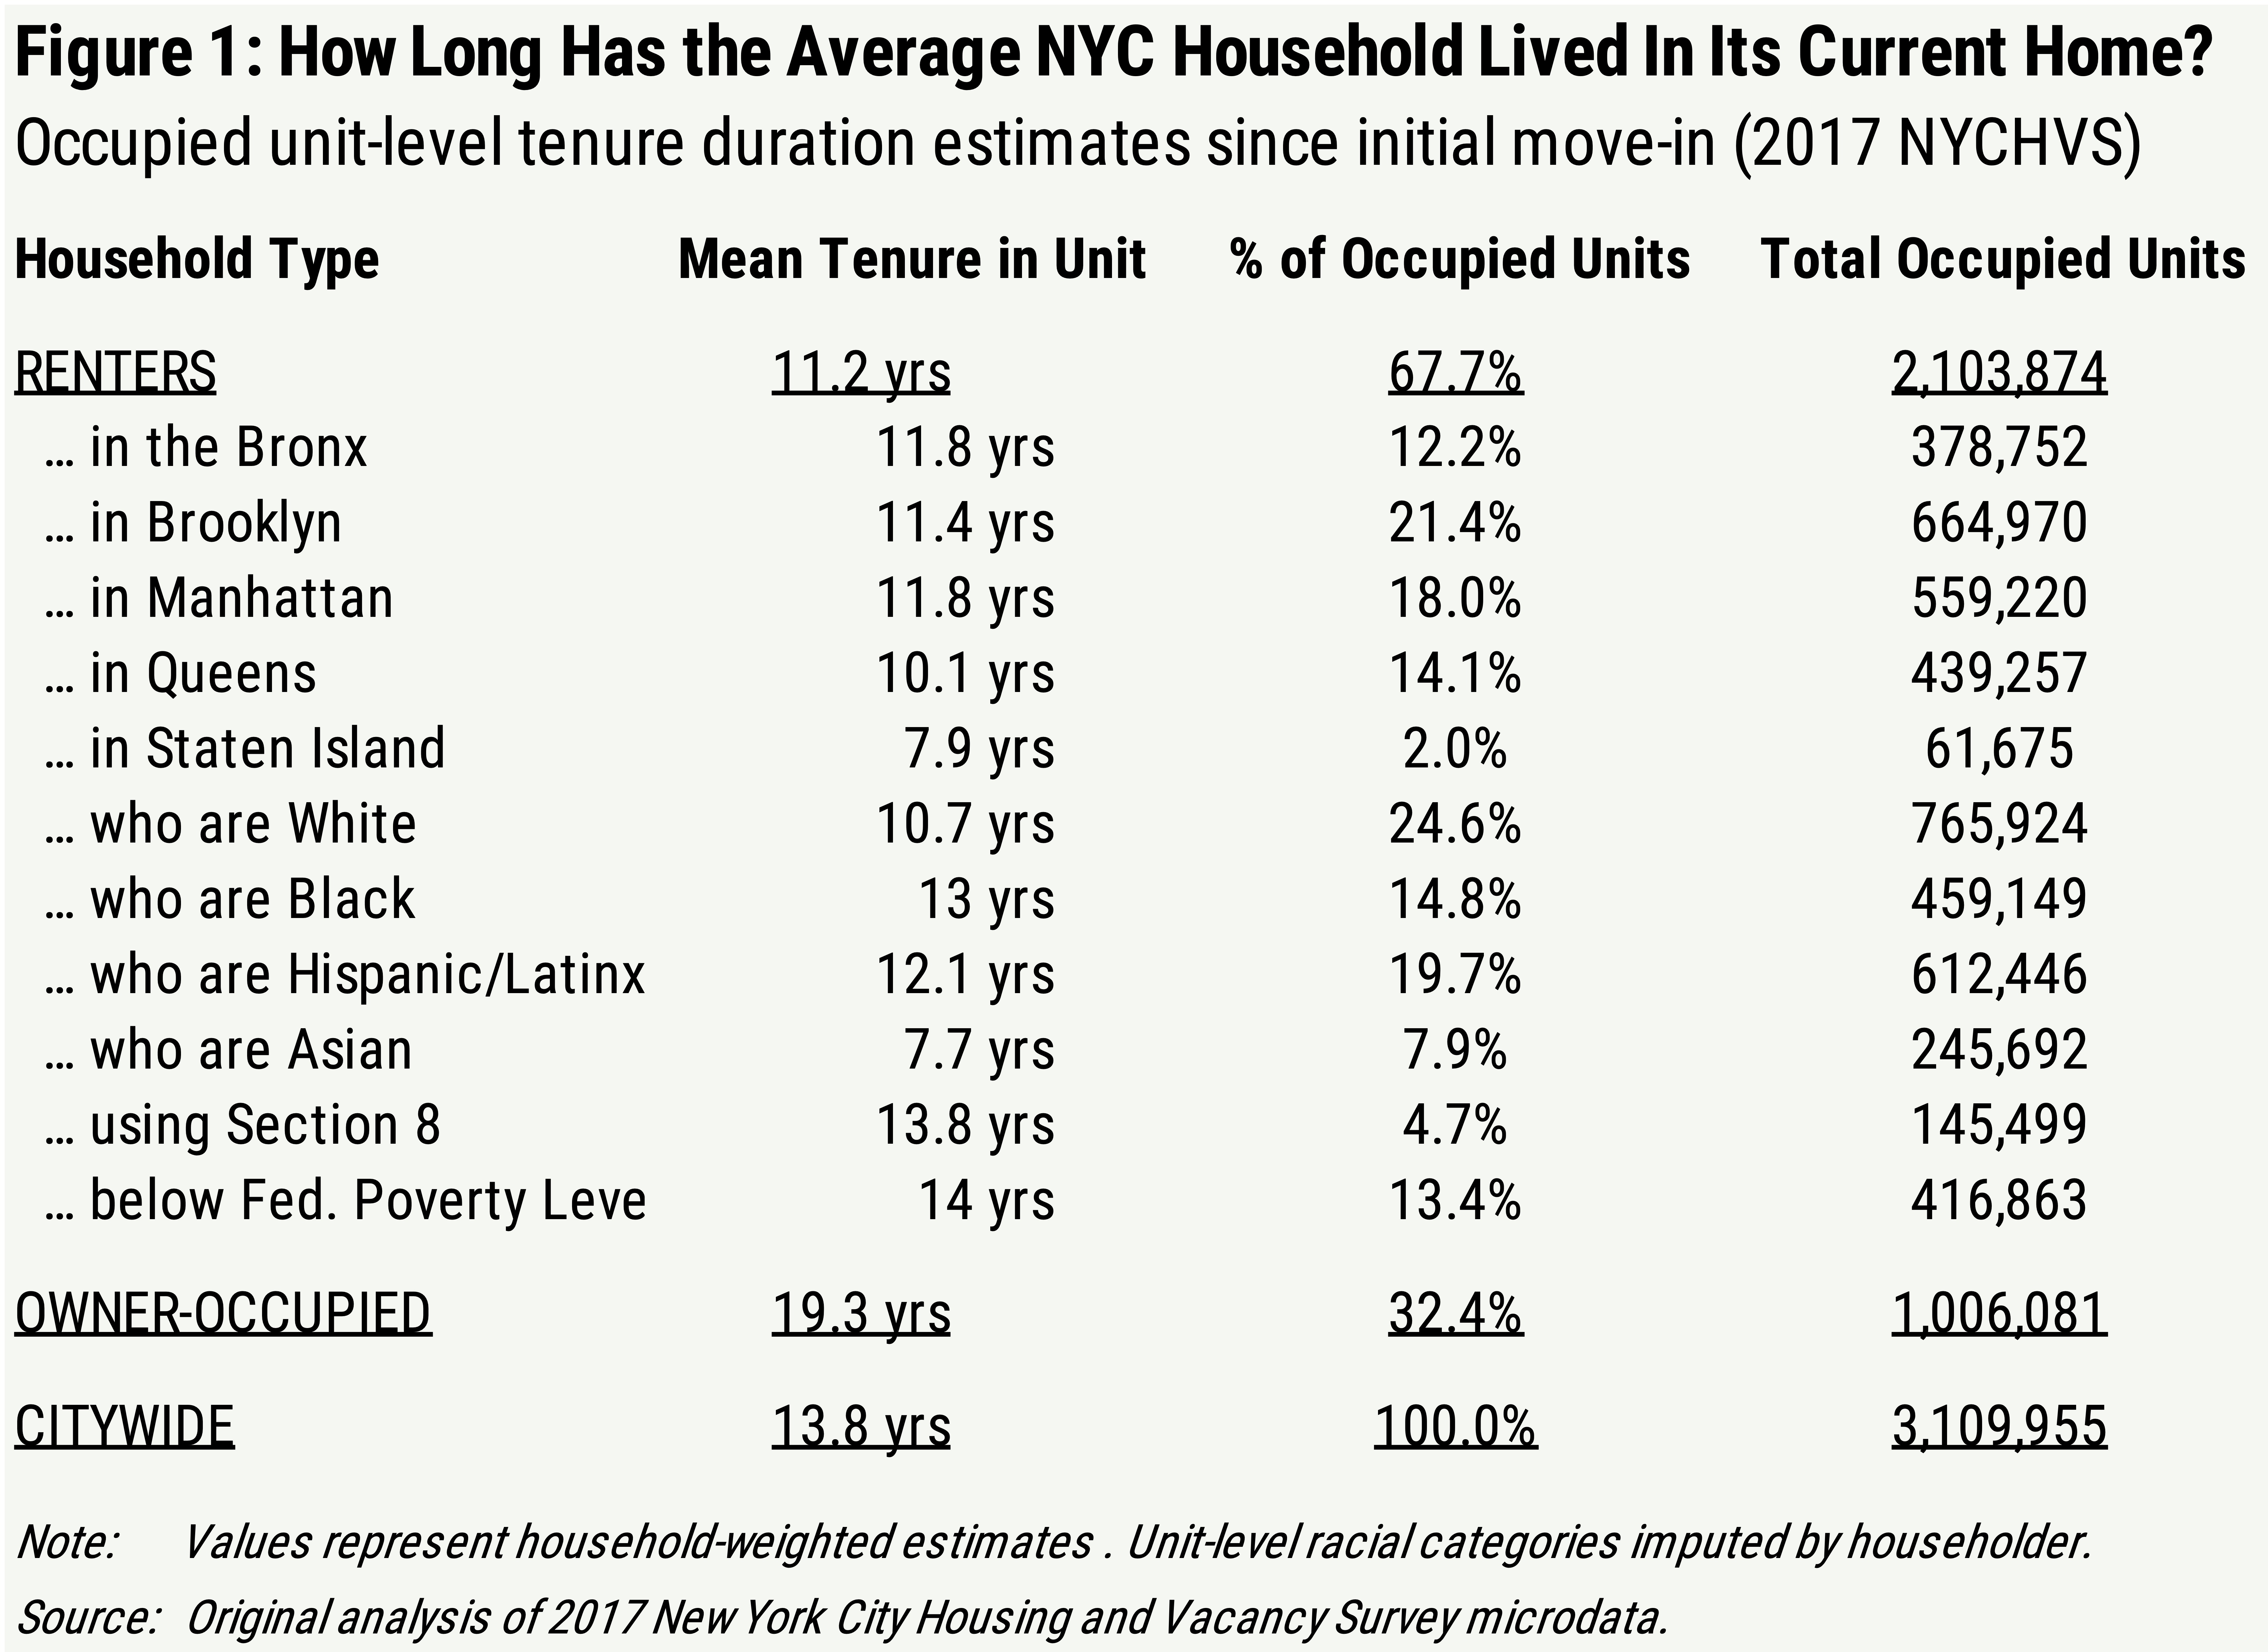 Figure 1: How Long Has the Average NYC Household Lived In Its Current Home?
Occupied unit-level tenure duration estimates since initial move-in (2017 NYCHVS)
Household Type Mean Tenure in Unit % of Occupied Units Total Occupied Units
RENTERS 11.2 yrs 67.7% 2,103,874
... in the Bronx 11.8 yrs 12.2% 378,752
... in Brooklyn 11.4 yrs 21.4% 664,970
... in Manhattan 11.8 yrs 18.0% 559,220
... in Queens 10.1 yrs 14.1% 439,257
... in Staten Island 7.9 yrs 2.0% 61,675
... who are White 10.7 yrs 24.6% 765,924
... who are Black 13 yrs 14.8% 459,149
... who are Hispanic/Latinx 12.1 yrs 19.7% 612,446
... who are Asian 7.7 yrs 7.9% 245,692
... using Section 8 13.8 yrs 4.7% 145,499
... below Fed. Poverty Leve 14 yrs 13.4% 416,863
OWNER-OCCUPIED 19.3 yrs 32.4% 1,006,081
CITYWIDE 13.8 yrs 100.0% 3,109,955
Note: Values represent household-weighted estimates . Unit-level racial categories imputed by householder.
Source: Original analysis of 2017 New York City Housing and Vacancy Survey microdata.